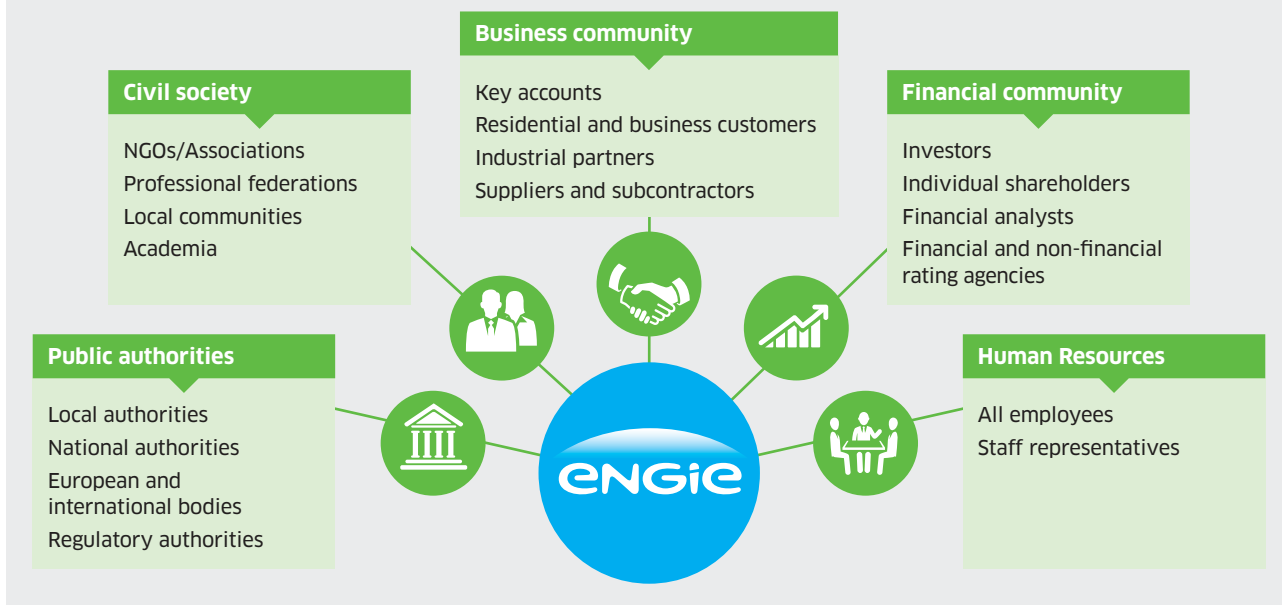 Business community
Key accounts
Residential and business customers
Industrial partners
Suppliers and subcontractors
Civil society
NGOs/Associations
Professional federations
Local communities
Academia
Financial community
Investors
Individual shareholders
Financial analysts
Financial and non-financial
rating agencies
Public authorities
Local authorities
National authorities
European and
international bodies
Regulatory authorities
Human Resources
All employees
Staff representatives
eNGie